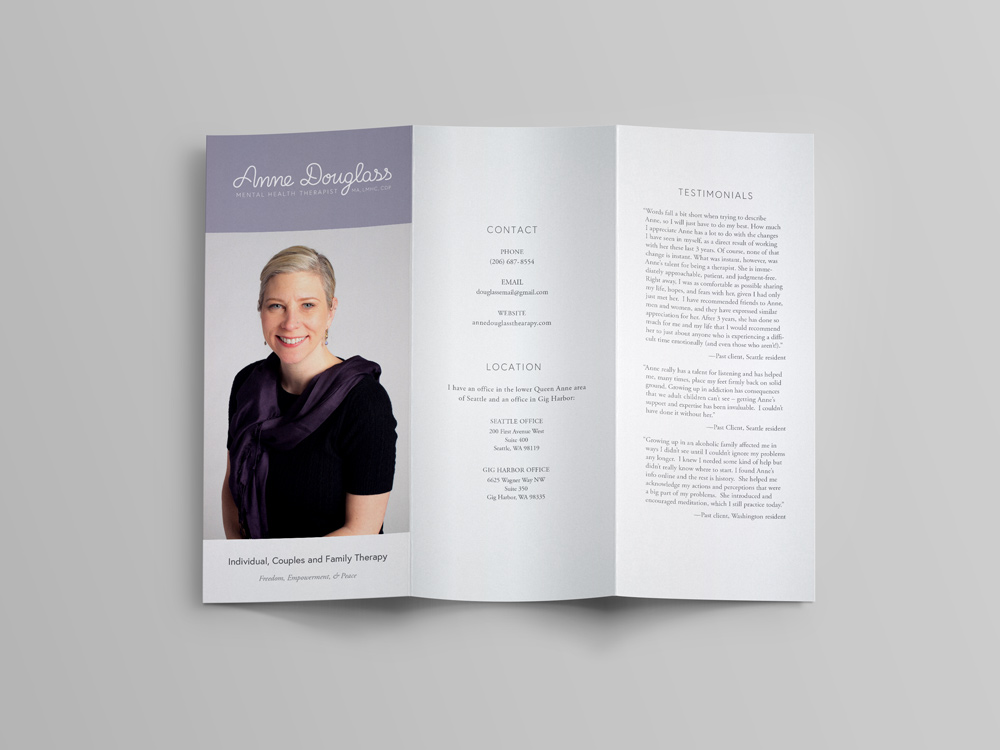 Anne Douglass
MENTAL HEALTH THERAPIST MA, LMHC, CDP
Individual, Couples and Family Therapy
Freedom, Empowerment, & Peace
CONTACT
PHONE
(206) 687-8554
EMAIL
douglassemail@gmail.com
WEBSITE
annedouglasstherapy.com
LOCATION
I have an office in the lower Queen Anne area
of Seattle and an office in Gig Harbor:
SEATTLE OFFICE
200 First Avenue West
Suite 400
Seattle, WA 98119
GIG HARBOR OFFICE
6625 Wagner Way NW
Suite 350
Gig Harbor, WA 98335
TESTIMONIALS
"Words fall a bit short when trying to describe
Anne, so I will just have to do my best. How much
I appreciate Anne has a lot to do with the changes
I have seen in myself, as a direct result of working
with her these last 3 years. Of course, none of that
change is instant. What was instant, however, was
Anne's talent for being a therapist. She is imme-
diately approachable, patient, and judgment-free.
Right away, I was as comfortable as possible sharing
my life, hopes, and fears with her, given I had only
just met her. I have recommended friends to Anne,
men and women, and they have expressed similar
appreciation for her. After 3 years, she has done so
much for me and my life that I would recommend
her to just about anyone who is experiencing a diffi-
cult time emotionally (and even those who aren't!)."
—Past client, Seattle resident
"Anne really has a talent for listening and has helped
me, many times, place my feet firmly back on solid
ground. Growing up in addiction has consequences
that we adult children can't see – getting Anne's
support and expertise has been invaluable. I couldn't
have done it without her."
—Past Client, Seattle resident
"Growing up in an alcoholic family affected me in
ways I didn't see until I couldn't ignore my problems
any longer. I knew I needed some kind of help but
didn't really know where to start. I found Anne's
info online and the rest is history. She helped me
acknowledge my actions and perceptions that were
a big part of my problems. She introduced and
encouraged meditation, which I still practice today."
—Past client, Washington resident